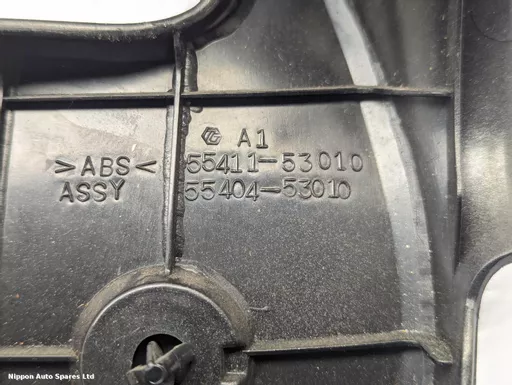 A1
>ABS< 55411-53010
ASSY 55404-53010
Nippon Auto Spares Ltd